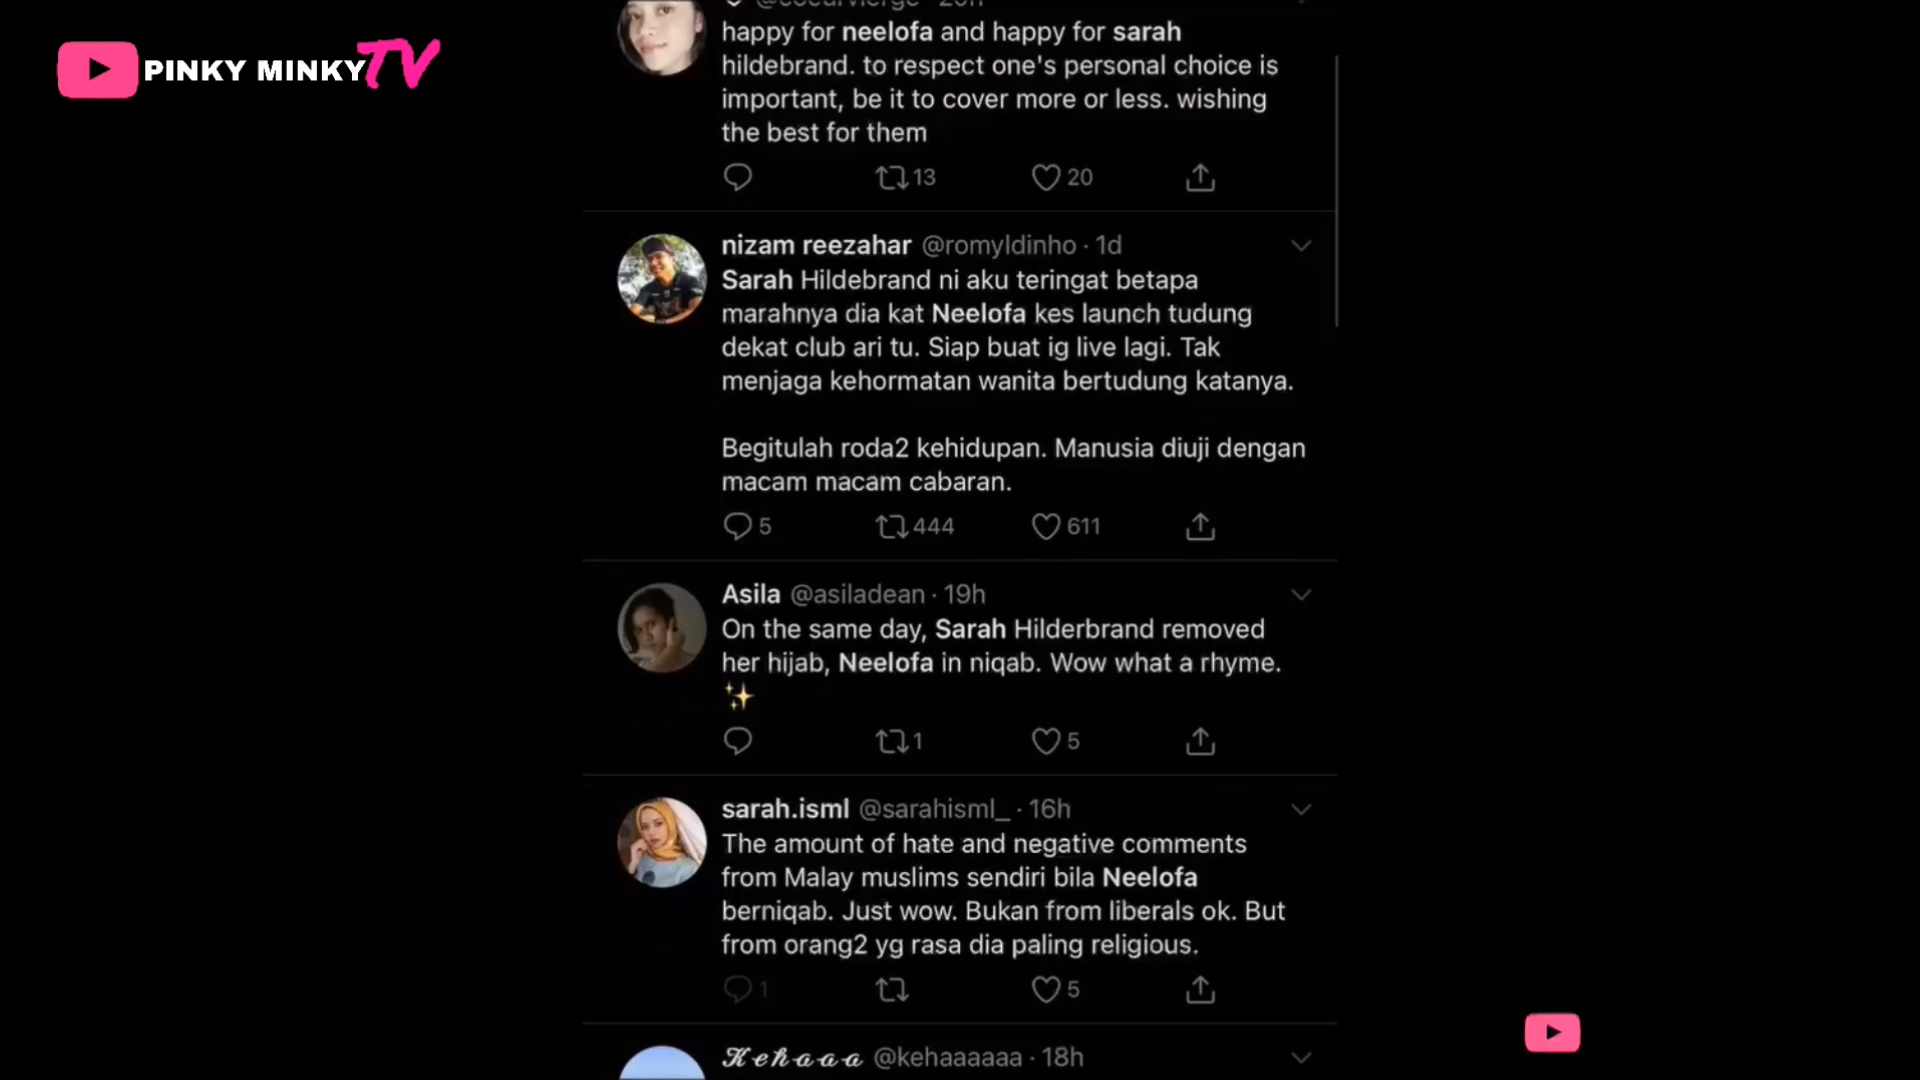 PINKY MINKY TV
happy for neelofa and happy for sarah
hildebrand. to respect one's personal choice is
important, be it to cover more or less. wishing
the best for them
13 20
nizam reezahar @romyldinho · 1d
Sarah Hildebrand ni aku teringat betapa
marahnya dia kat Neelofa kes launch tudung
dekat club ari tu. Siap buat ig live lagi. Tak
menjaga kehormatan wanita bertudung katanya.
Begitulah roda2 kehidupan. Manusia diuji dengan
macam macam cabaran.
5 444 611
Asila @asiladean · 19h
On the same day, Sarah Hilderbrand removed
her hijab, Neelofa in niqab. Wow what a rhyme.
✨
1 5
sarah.isml @sarahisml_ · 16h
The amount of hate and negative comments
from Malay muslims sendiri bila Neelofa
berniqab. Just wow. Bukan from liberals ok. But
from orang2 yg rasa dia paling religious.
1 5
𝒦𝑒𝒽𝒶𝒶𝒶 @kehaaaaaa · 18h